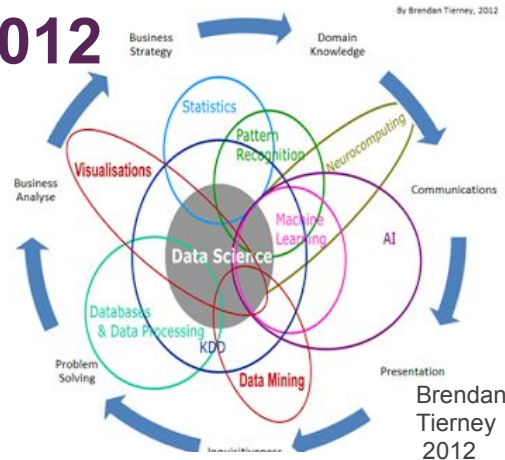 By Brendan Tierney, 2012
012
Business
Strategy
Domain
Knowledge
Statistics
Pattern
Recognition
Neurocomputing
Visualisations
Business
Analyse
Communications
Machine
Learning
AI
Data Science
Databases
& Data Processing
KDD
Problem
Solving
Data Mining
Presentation
Inquisitiveness
Brendan
Tierney
2012